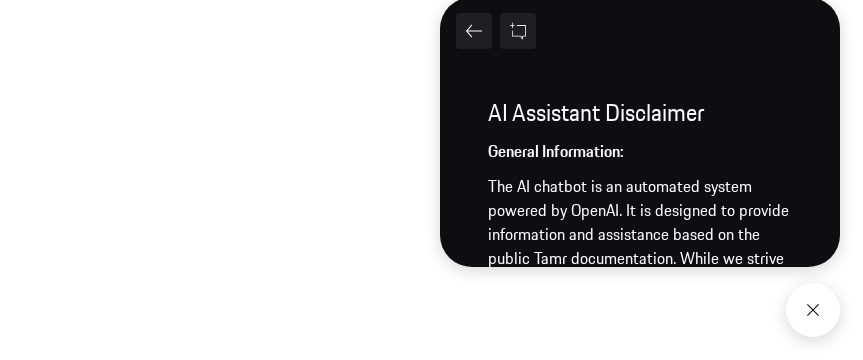 AI Assistant Disclaimer
General Information:
The AI chatbot is an automated system
powered by OpenAI. It is designed to provide
information and assistance based on the
public Tamr documentation. While we strive